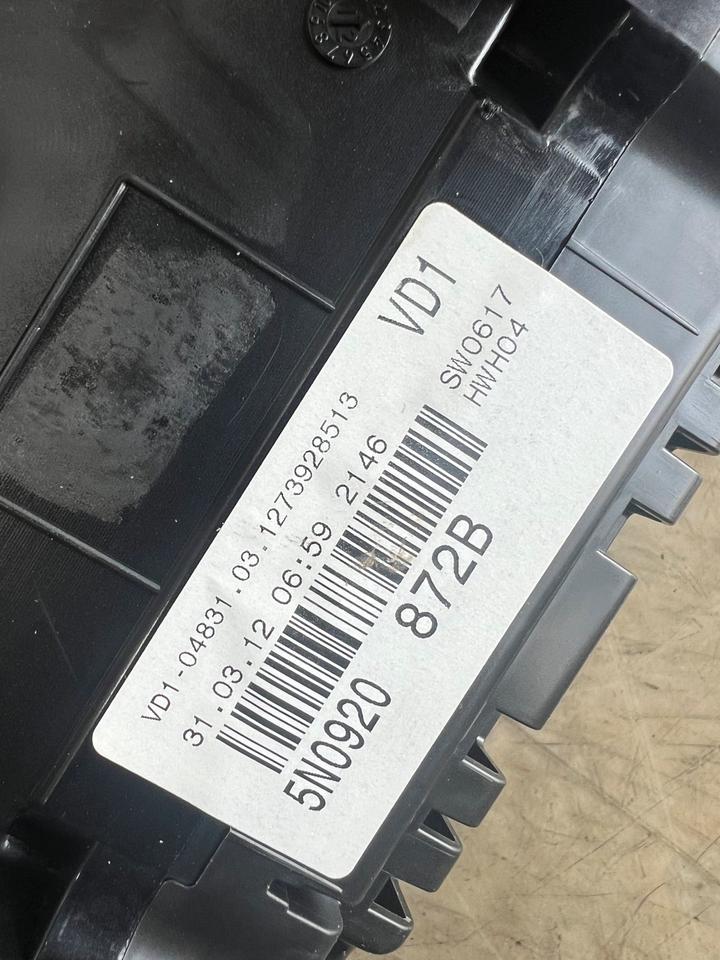 VD1
SW0617
HWH04
VD1-04831.03.1273928513
31.03.12 06:59 2146
5N0920 872B